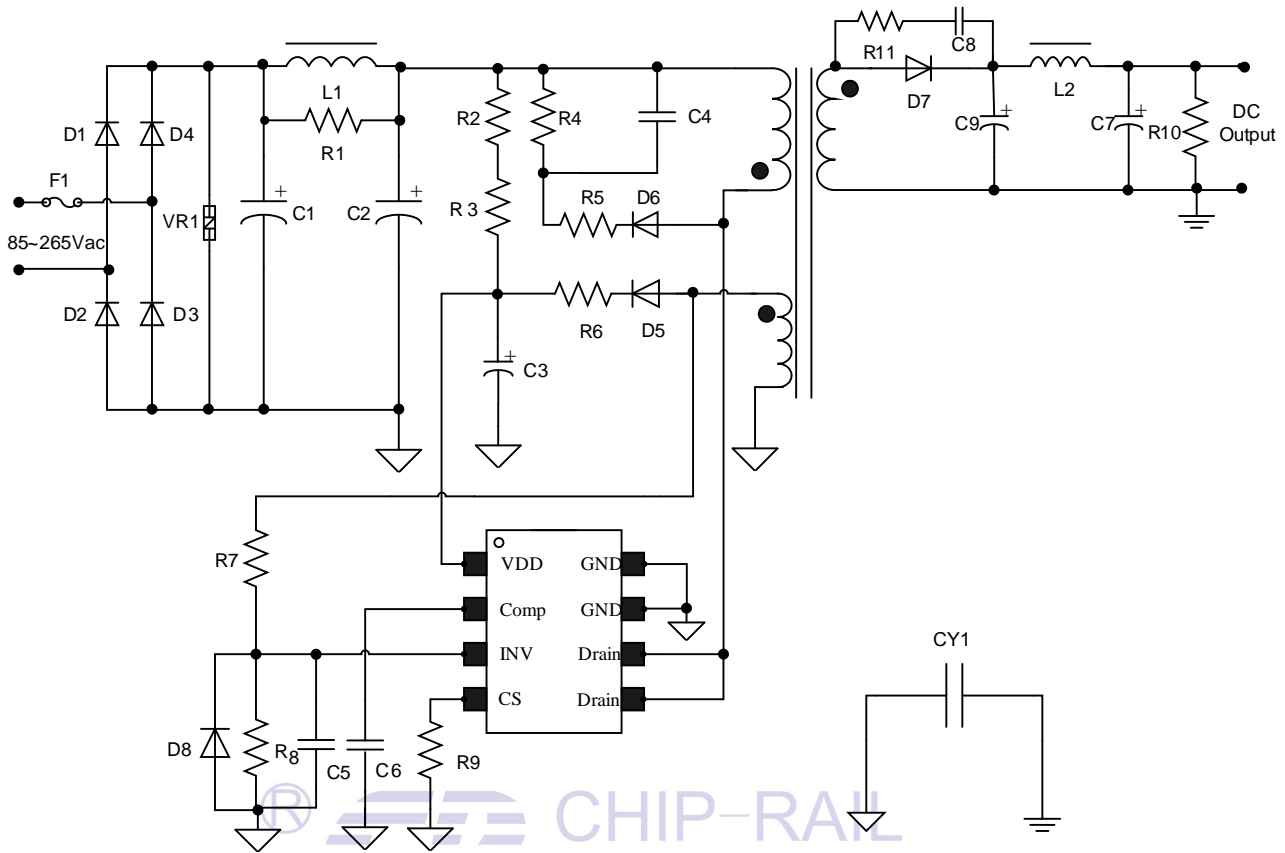 R11
C8
D7
L2
C9
C7
R10
DC
Output
L1
R1
R2
R4
C4
D1
D4
F1
VR1
C1
C2
R 3
R5
D6
85~265Vac
D2
D3
R6
D5
C3
R7
VDD
GND
Comp
GND
INV
Drain
CS
Drain
CY1
D8
R8
C5
C6
R9
® CHIP-RAIL